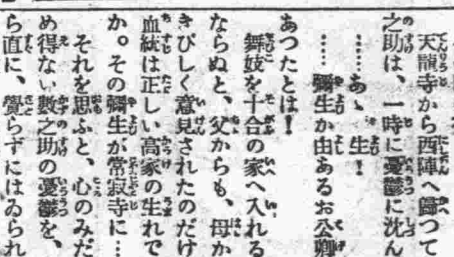 天龍寺から西陣へ歸つて
之助は、一時に憂鬱に沈ん
……あゝ生!
……彌生か由あるお公卿
あつたとは!
舞妓を十合の家へ入れる
ならぬと、父からも、母か
きびしく意見されたのだけ
血統は正しい高家の生れで
か。その彌生が常寂寺に…
それを思ふと、心のみだ
め得ない數之助の憂鬱を、
ら直に、覺らずにはゐられ